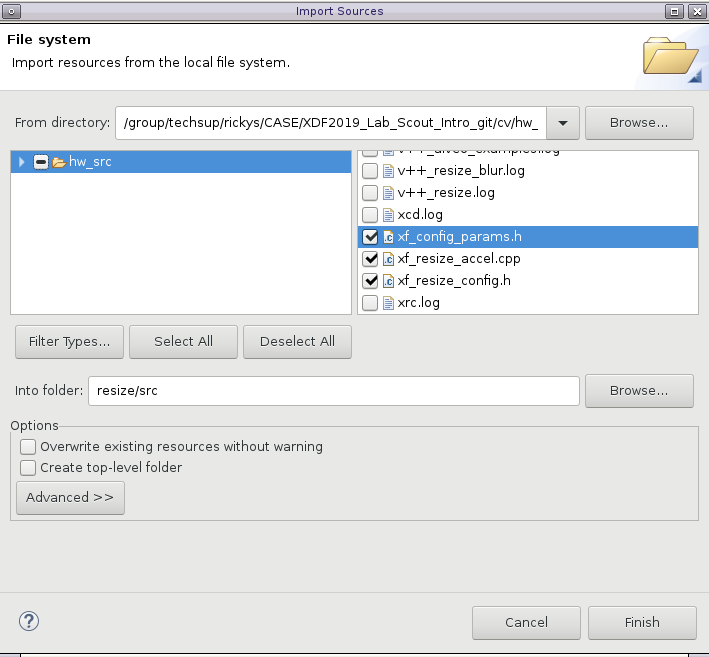 Import Sources
File system
Import resources from the local file system.
From directory: /group/techsup/rickys/CASE/XDF2019_Lab_Scout_Intro_git/cv/hw_ Browse...
hw_src
v++_alveo_examples.log
v++_resize_blur.log
v++_resize.log
xcd.log
xf_config_params.h
xf_resize_accel.cpp
xf_resize_config.h
xrc.log
Filter Types... Select All Deselect All
Into folder: resize/src Browse...
Options
Overwrite existing resources without warning
Create top-level folder
Advanced >>
? Cancel Finish